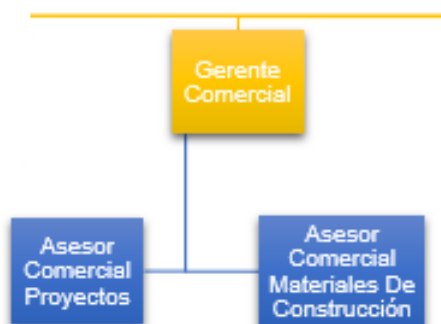 Gerente
Comercial
Asesor
Comercial
Proyectos
Asesor
Comercial
Materiales De
Construcción